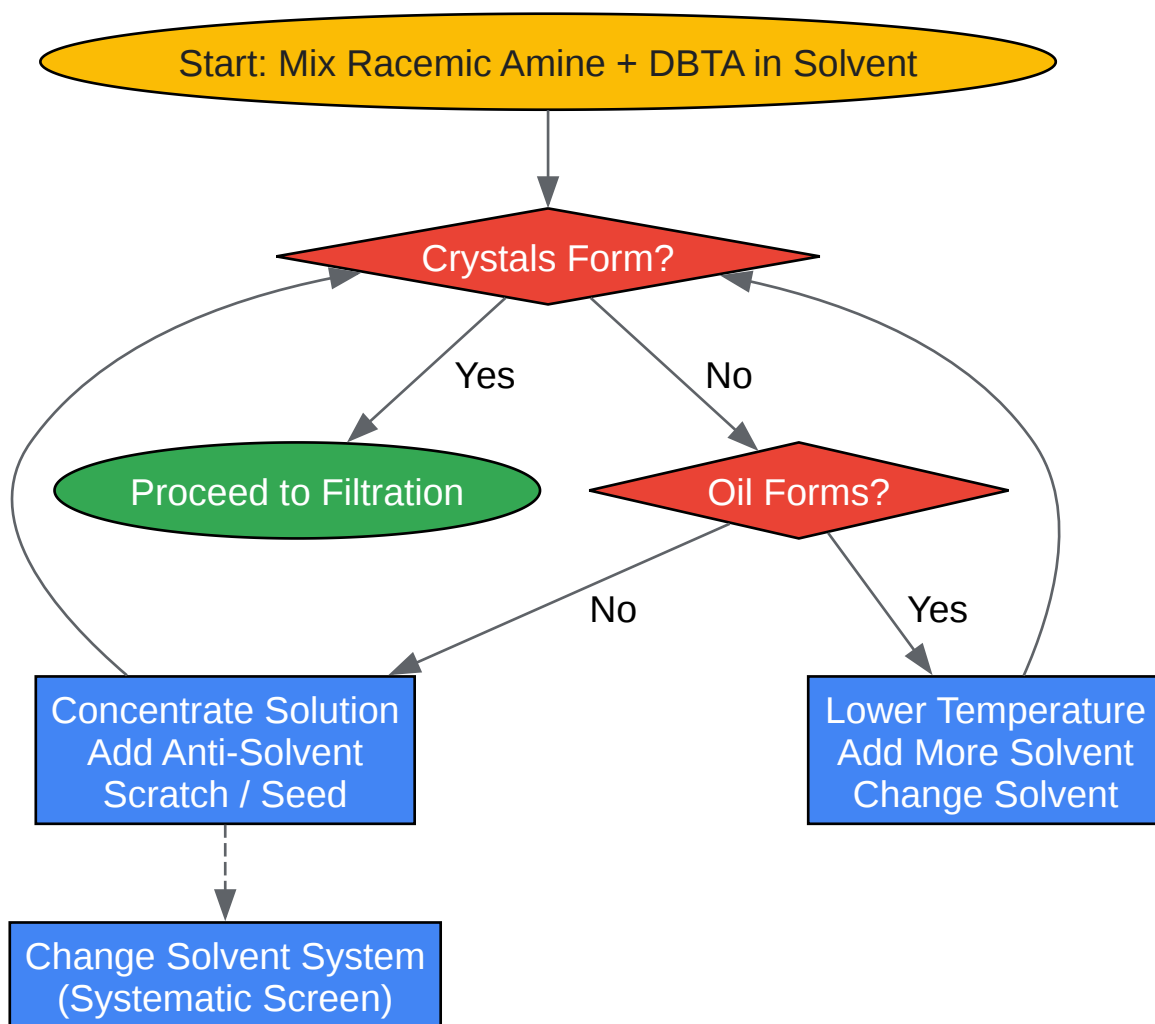 Start: Mix Racemic Amine + DBTA in Solvent
Crystals Form?
Yes
No
Proceed to Filtration
Oil Forms?
No
Yes
Concentrate Solution
Add Anti-Solvent
Scratch / Seed
Lower Temperature
Add More Solvent
Change Solvent
Change Solvent System
(Systematic Screen)